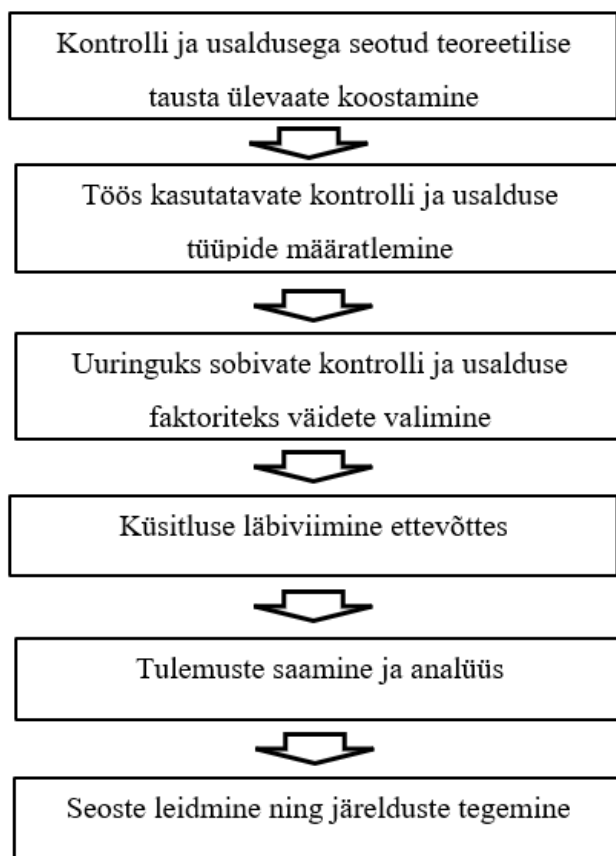 Kontrolli ja usaldusega seotud teoreetilise
tausta ülevaate koostamine
Töös kasutatavate kontrolli ja usalduse
tüüpide määratlemine
Uuringuks sobivate kontrolli ja usalduse
faktoriteks väidete valimine
Küsitluse läbiviimine ettevõttes
Tulemuste saamine ja analüüs
Seoste leidmine ning järelduste tegemine